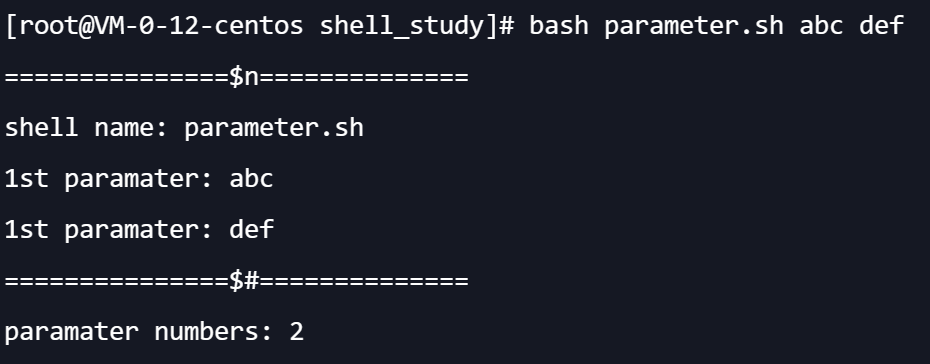 [root@VM-0-12-centos shell_study]# bash parameter.sh abc def
===============$n==============
shell name: parameter.sh
1st paramater: abc
1st paramater: def
===============$#==============
paramater numbers: 2